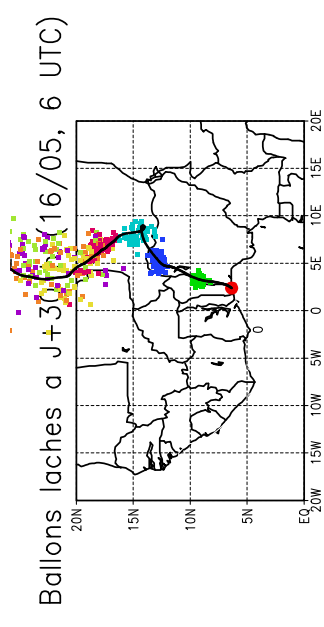 Ballons laches a J+30 (16/05, 6 UTC)
20N
15N
10N
5N
EQ
20W
15W
10W
5W
0
5E
10E
15E
20E
0